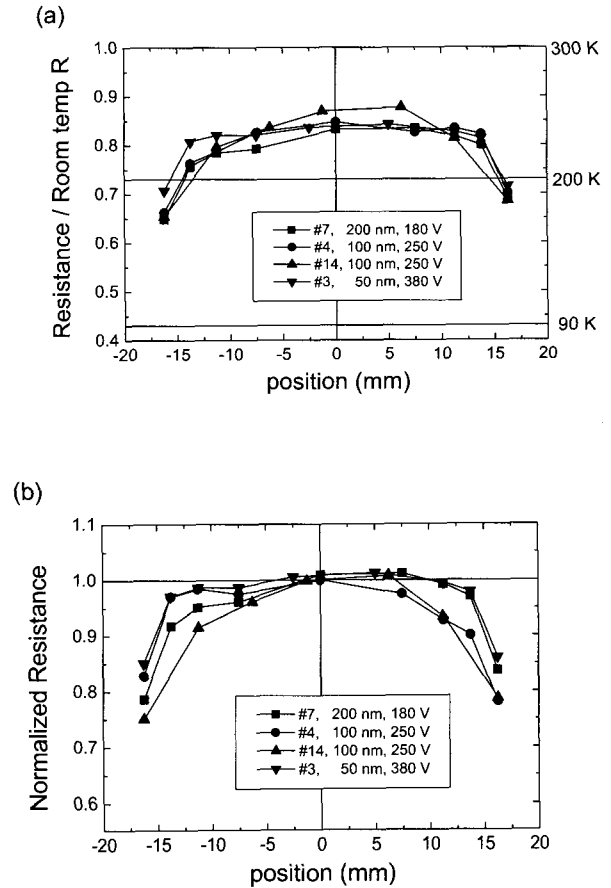 (a)
Resistance / Room temp R
1.0
0.9
0.8
0.7
0.6
0.5
0.4
300 K
200 K
90 K
#7, 200 nm, 180 V
#4, 100 nm, 250 V
#14, 100 nm, 250 V
#3, 50 nm, 380 V
-20 -15 -10 -5 0 5 10 15 20
position (mm)
(b)
Normalized Resistance
1.1
1.0
0.9
0.8
0.7
0.6
#7, 200 nm, 180 V
#4, 100 nm, 250 V
#14, 100 nm, 250 V
#3, 50 nm, 380 V
-20 -15 -10 -5 0 5 10 15 20
position (mm)